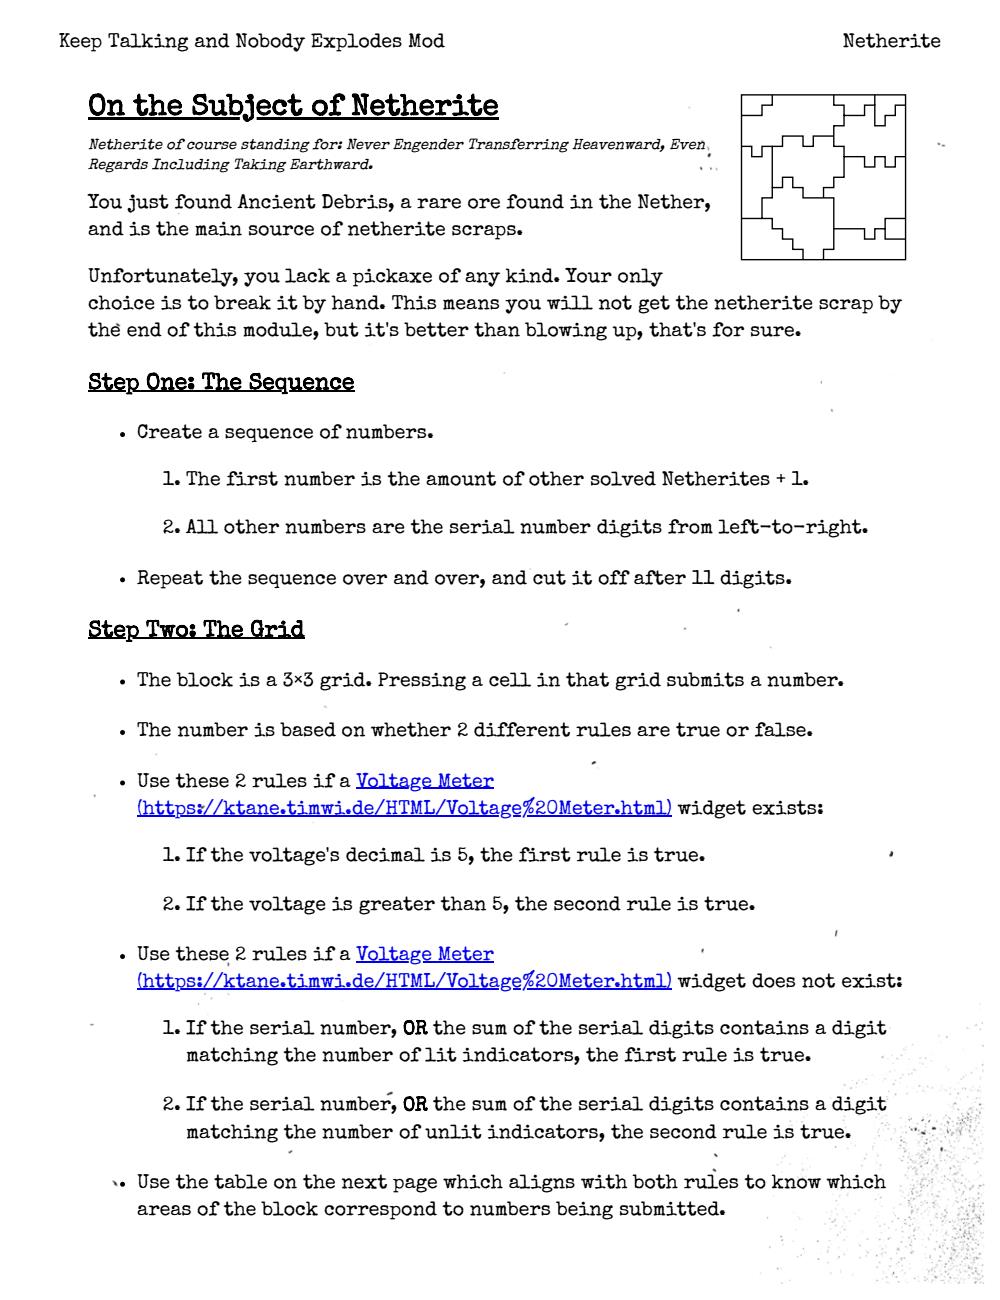 Keep Talking and Nobody Explodes Mod
Netherite
On the Subject of Netherite
Netherite of course standing for: Never Engender Transferring Heavenward, Even
Regards Including Taking Earthward.
You just found Ancient Debris, a rare ore found in the Nether,
and is the main source of netherite scraps.
Unfortunately, you lack a pickaxe of any kind. Your only
choice is to break it by hand. This means you will not get the netherite scrap by
the end of this module, but it's better than blowing up, that's for sure.
Step One: The Sequence
• Create a sequence of numbers.
1. The first number is the amount of other solved Netherites + 1.
2. All other numbers are the serial number digits from left-to-right.
• Repeat the sequence over and over, and cut it off after 11 digits.
Step Two: The Grid
• The block is a 3×3 grid. Pressing a cell in that grid submits a number.
• The number is based on whether 2 different rules are true or false.
• Use these 2 rules if a Voltage Meter
(https://ktane.timwi.de/HTML/Voltage%20Meter.html) widget exists:
1. If the voltage's decimal is 5, the first rule is true.
2. If the voltage is greater than 5, the second rule is true.
• Use these 2 rules if a Voltage Meter
(https://ktane.timwi.de/HTML/Voltage%20Meter.html) widget does not exist:
1. If the serial number, OR the sum of the serial digits contains a digit
matching the number of lit indicators, the first rule is true.
2. If the serial number, OR the sum of the serial digits contains a digit
matching the number of unlit indicators, the second rule is true.
• Use the table on the next page which aligns with both rules to know which
areas of the block correspond to numbers being submitted.